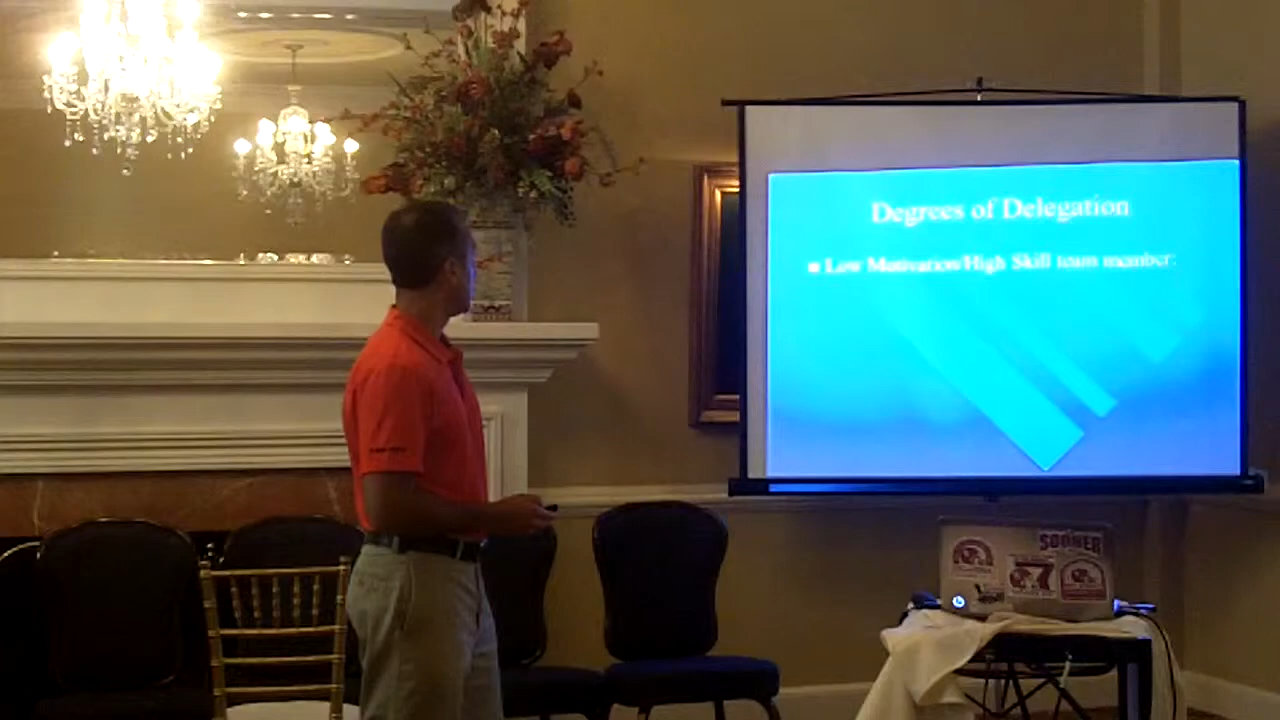 Degrees of Delegation
■ Low Motivation/High Skill team member:
SOONER